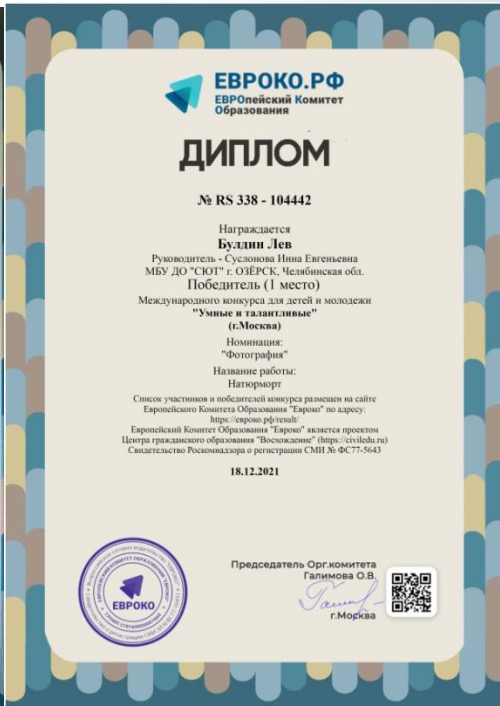 ЕВРОКО.РФ
ЕВРОпейский Комитет
Образования
ДИПЛОМ
№ RS 338 - 104442
Награждается
Булдин Лев
Руководитель - Суслонова Инна Евгеньевна
МБУ ДО "СЮТ" г. ОЗЁРСК, Челябинская обл.
Победитель (1 место)
Международного конкурса для детей и молодежи
"Умные и талантливые"
(г.Москва)
Номинация:
"Фотография"
Название работы:
Натюрморт
Список участников и победителей конкурса размещен на сайте
Европейского Комитета Образования "Евроко" по адресу:
https://евроко.рф/result/
Европейский Комитет Образования "Евроко" является проектом
Центра гражданского образования "Восхождение" (https://civiledu.ru)
Свидетельство Роскомнадзора о регистрации СМИ № ФС77-5643
18.12.2021
Председатель Орг.комитета
Галимова О.В.
г.Москва
ЕВРОКО